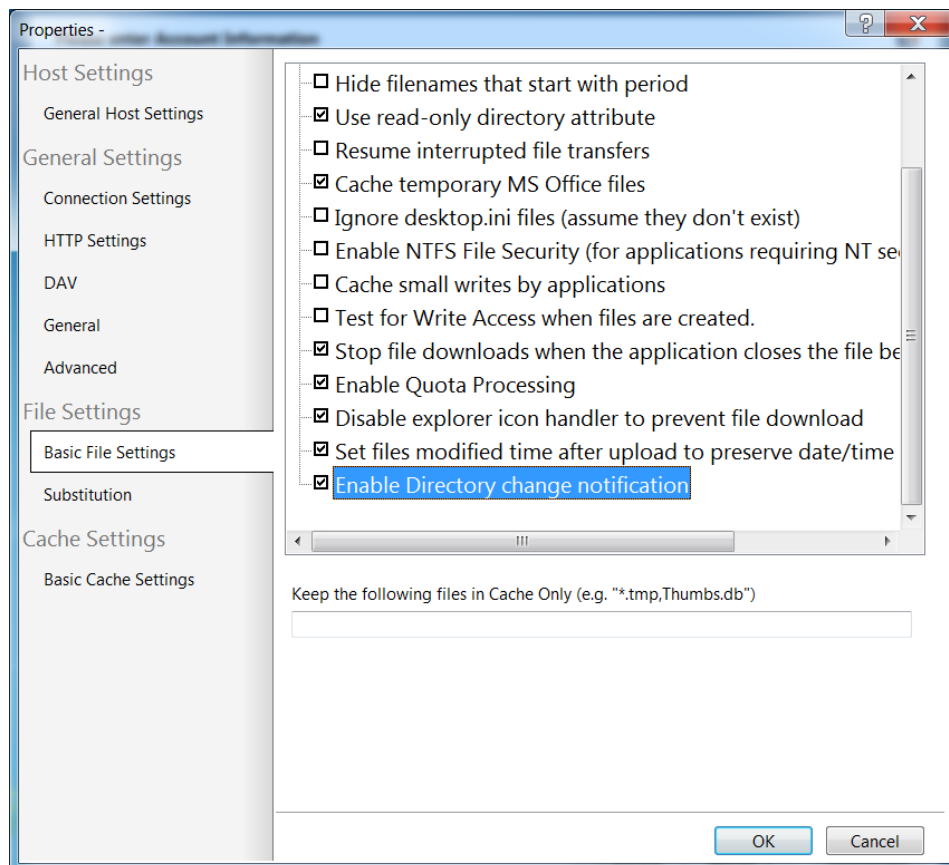 Properties -
Please enter Account Information
Host Settings
General Host Settings
General Settings
Connection Settings
HTTP Settings
DAV
General
Advanced
File Settings
Basic File Settings
Substitution
Cache Settings
Basic Cache Settings
Hide filenames that start with period
Use read-only directory attribute
Resume interrupted file transfers
Cache temporary MS Office files
Ignore desktop.ini files (assume they don't exist)
Enable NTFS File Security (for applications requiring NT se
Cache small writes by applications
Test for Write Access when files are created.
Stop file downloads when the application closes the file be
Enable Quota Processing
Disable explorer icon handler to prevent file download
Set files modified time after upload to preserve date/time
Enable Directory change notification
Keep the following files in Cache Only (e.g. "*.tmp,Thumbs.db")
OK
Cancel